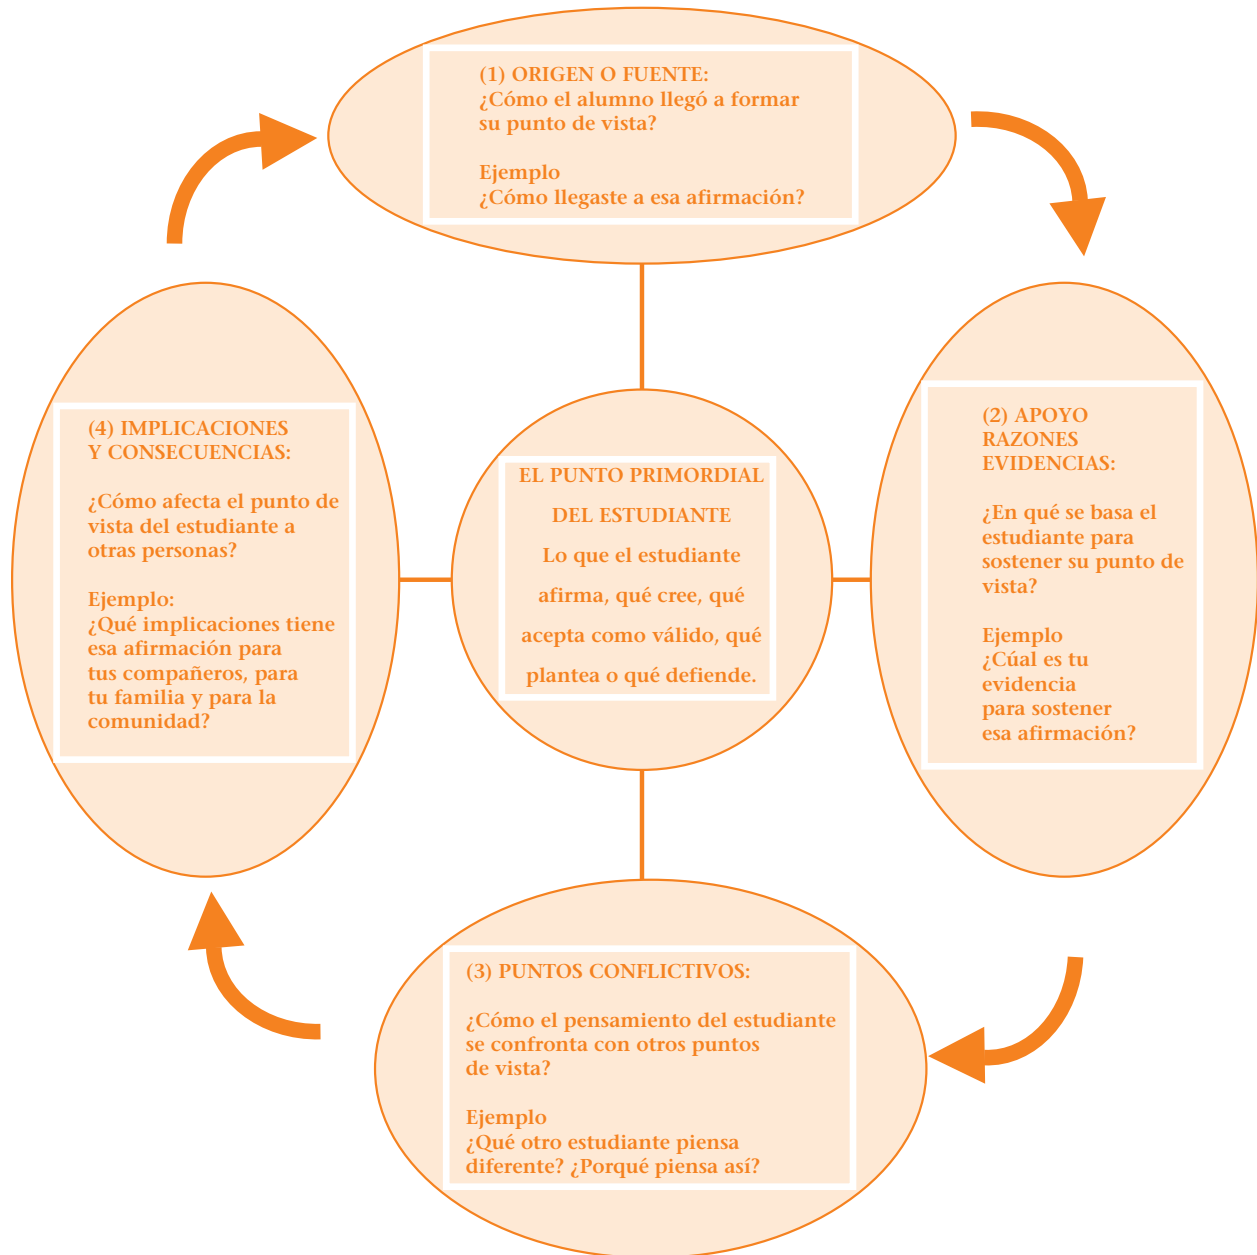 (1) ORIGEN O FUENTE:
¿Cómo el alumno llegó a formar
su punto de vista?
Ejemplo
¿Cómo llegaste a esa afirmación?
(2) APOYO
RAZONES
EVIDENCIAS:
¿En qué se basa el
estudiante para
sostener su punto de
vista?
Ejemplo
¿Cúal es tu
evidencia
para sostener
esa afirmación?
(3) PUNTOS CONFLICTIVOS:
¿Cómo el pensamiento del estudiante
se confronta con otros puntos
de vista?
Ejemplo
¿Qué otro estudiante piensa
diferente? ¿Porqué piensa así?
(4) IMPLICACIONES
Y CONSECUENCIAS:
¿Cómo afecta el punto de
vista del estudiante a
otras personas?
Ejemplo:
¿Qué implicaciones tiene
esa afirmación para
tus compañeros, para
tu familia y para la
comunidad?
EL PUNTO PRIMORDIAL
DEL ESTUDIANTE
Lo que el estudiante
afirma, qué cree, qué
acepta como válido, qué
plantea o qué defiende.